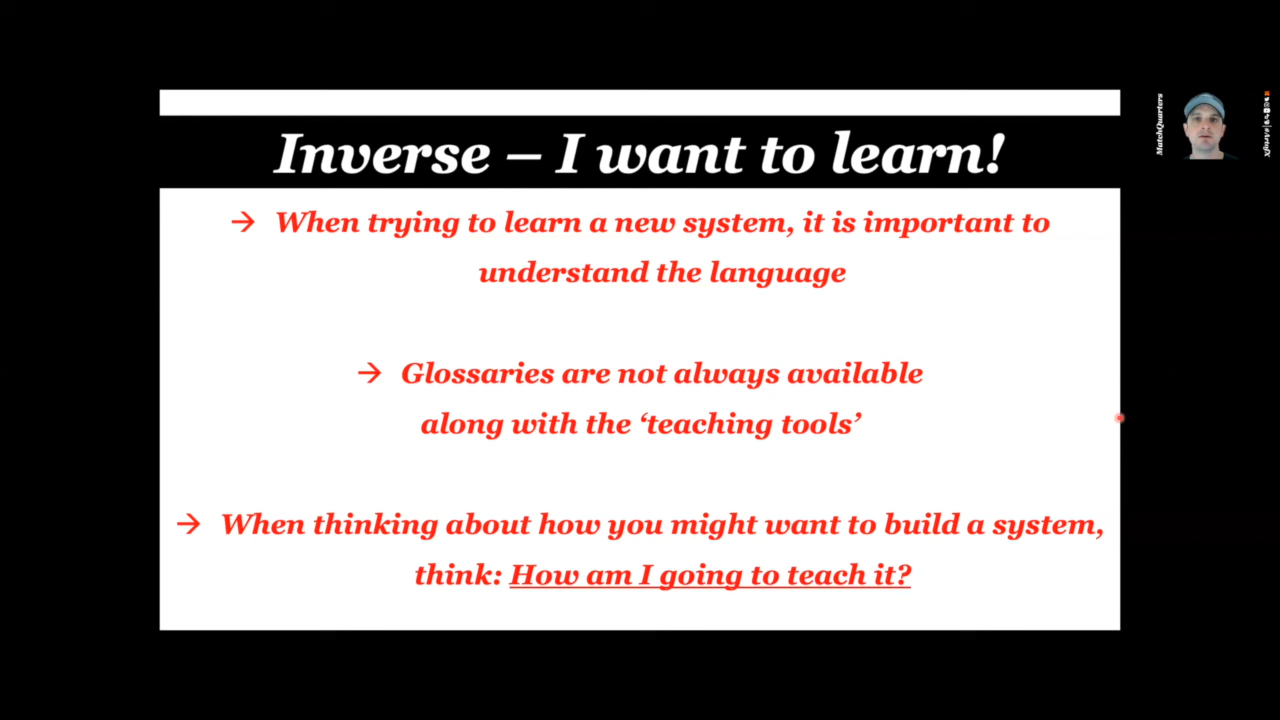 Inverse – I want to learn!
→ When trying to learn a new system, it is important to
understand the language
→ Glossaries are not always available
along with the ‘teaching tools’
→ When thinking about how you might want to build a system,
think: How am I going to teach it?
MatchQuarters